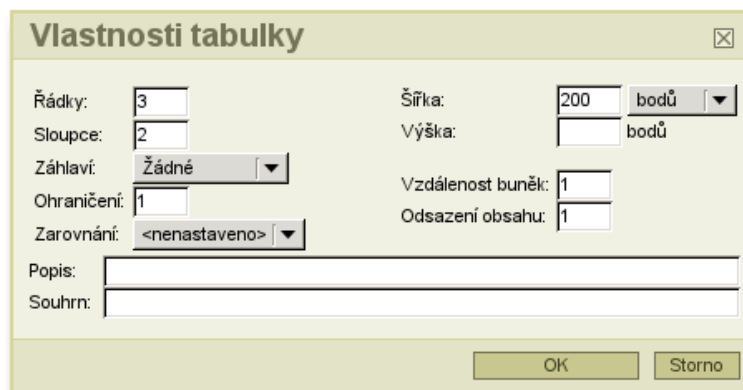 Vlastnosti tabulky
Řádky: 3
Sloupce: 2
Záhlaví: Žádné
Ohraničení: 1
Zarovnání: <nenastaveno>
Šířka: 200 bodů
Výška: bodů
Vzdálenost buněk: 1
Odsazení obsahu: 1
Popis:
Souhrn:
OK Storno